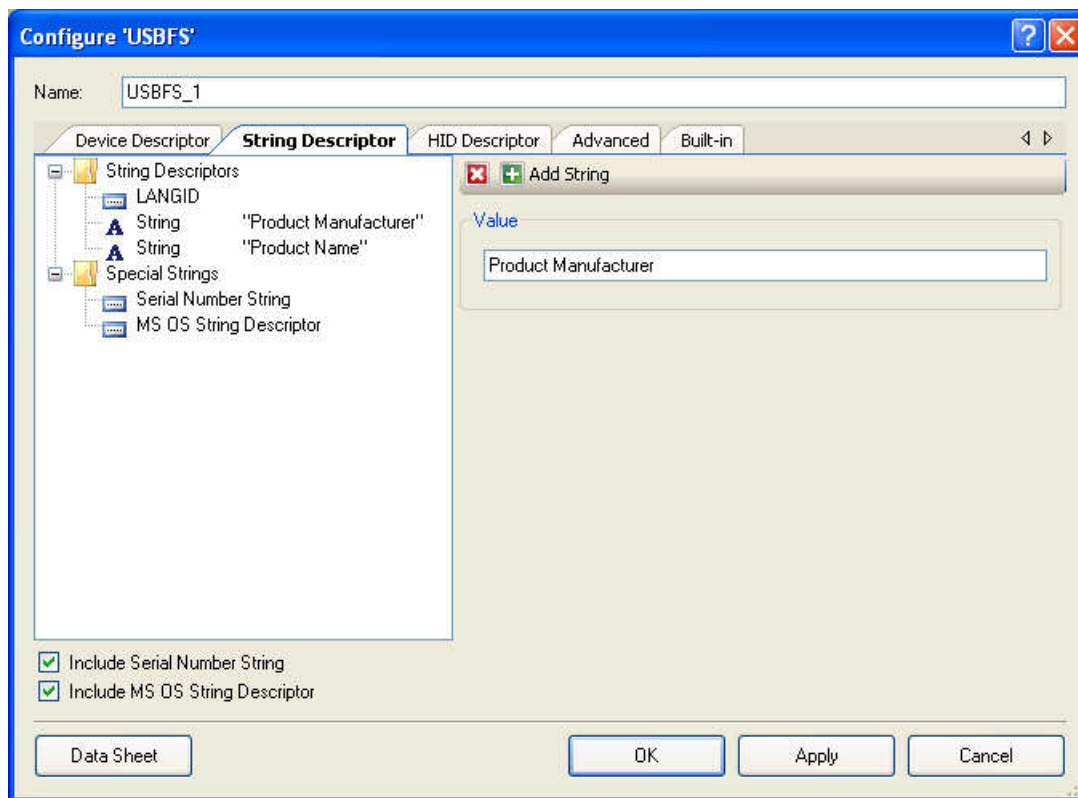 Configure 'USBFS'
Name: USBFS_1
Device Descriptor String Descriptor HID Descriptor Advanced Built-in
String Descriptors
LANGID
String "Product Manufacturer"
String "Product Name"
Special Strings
Serial Number String
MS OS String Descriptor
Add String
Value
Product Manufacturer
Include Serial Number String
Include MS OS String Descriptor
Data Sheet OK Apply Cancel